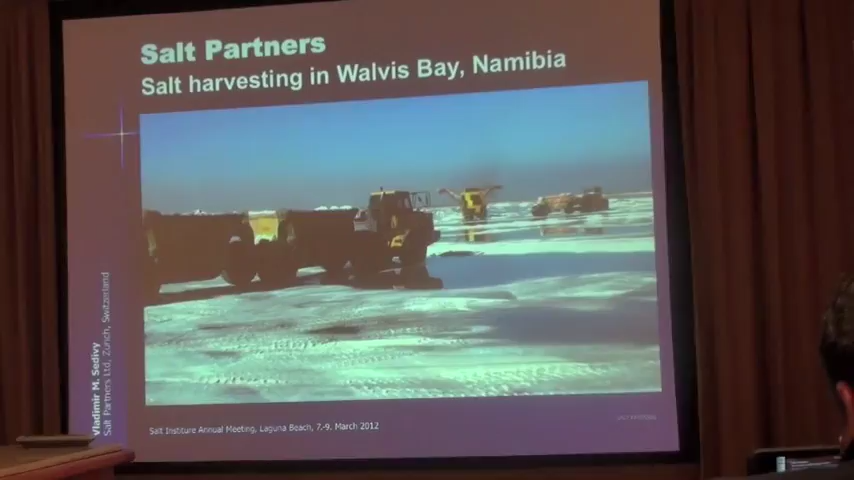 Salt Partners
Salt harvesting in Walvis Bay, Namibia
Vladimir M. Sedivy
Salt Partners Ltd, Zurich, Switzerland
Salt Institute Annual Meeting, Laguna Beach, 7.-9. March 2012